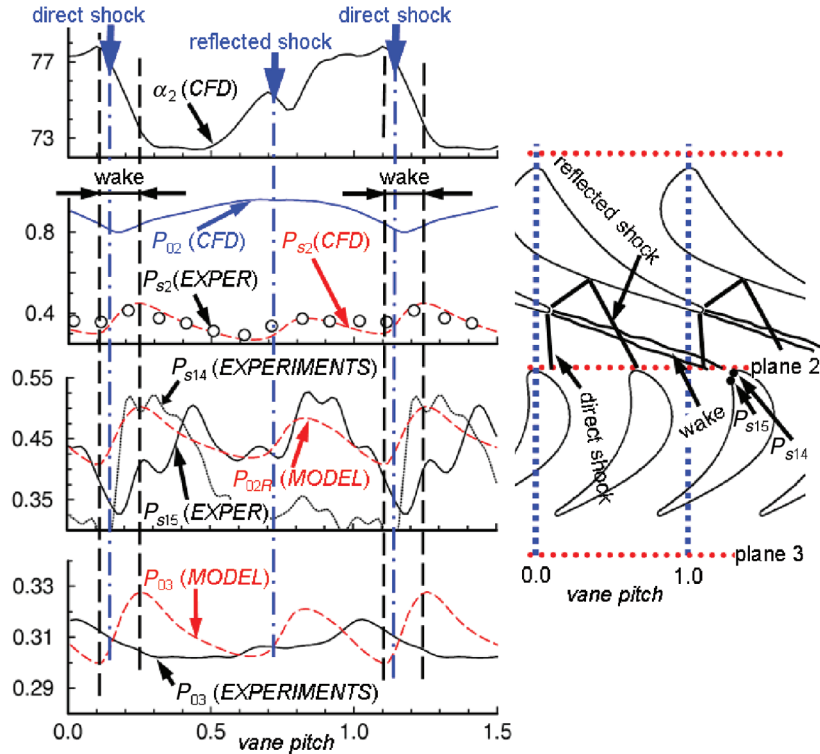 direct shock
reflected shock
direct shock
77
73
α2 (CFD)
wake
wake
0.8
0.4
P02 (CFD)
Ps2(CFD)
Ps2(EXPER)
0.55
0.45
0.35
Ps14 (EXPERIMENTS)
P02R (MODEL)
Ps15(EXPER)
0.33
0.31
0.29
P03 (MODEL)
P03 (EXPERIMENTS)
0.0
0.5
1.0
1.5
vane pitch
reflected shock
plane 2
direct shock
wake
Ps15
Ps14
plane 3
0.0
1.0
vane pitch